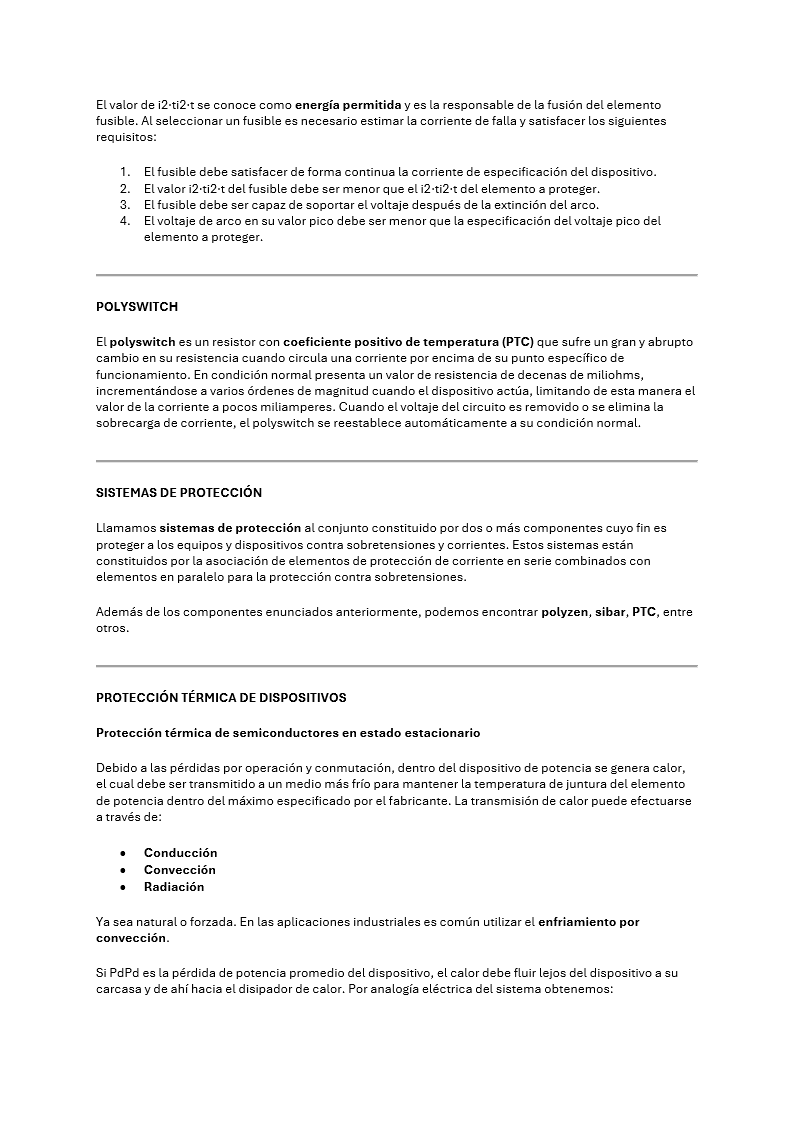 El valor de i2·ti2·t se conoce como energía permitida y es la responsable de la fusión del elemento
fusible. Al seleccionar un fusible es necesario estimar la corriente de falla y satisfacer los siguientes
requisitos:
1. El fusible debe satisfacer de forma continua la corriente de especificación del dispositivo.
2. El valor i2·ti2·t del fusible debe ser menor que el i2·ti2·t del elemento a proteger.
3. El fusible debe ser capaz de soportar el voltaje después de la extinción del arco.
4. El voltaje de arco en su valor pico debe ser menor que la especificación del voltaje pico del
elemento a proteger.
POLYSWITCH
El polyswitch es un resistor con coeficiente positivo de temperatura (PTC) que sufre un gran y abrupto
cambio en su resistencia cuando circula una corriente por encima de su punto específico de
funcionamiento. En condición normal presenta un valor de resistencia de decenas de miliohms,
incrementándose a varios órdenes de magnitud cuando el dispositivo actúa, limitando de esta manera el
valor de la corriente a pocos miliamperes. Cuando el voltaje del circuito es removido o se elimina la
sobrecarga de corriente, el polyswitch se reestablece automáticamente a su condición normal.
SISTEMAS DE PROTECCIÓN
Llamamos sistemas de protección al conjunto constituido por dos o más componentes cuyo fin es
proteger a los equipos y dispositivos contra sobretensiones y corrientes. Estos sistemas están
constituidos por la asociación de elementos de protección de corriente en serie combinados con
elementos en paralelo para la protección contra sobretensiones.
Además de los componentes enunciados anteriormente, podemos encontrar polyzen, sibar, PTC, entre
otros.
PROTECCIÓN TÉRMICA DE DISPOSITIVOS
Protección térmica de semiconductores en estado estacionario
Debido a las pérdidas por operación y conmutación, dentro del dispositivo de potencia se genera calor,
el cual debe ser transmitido a un medio más frío para mantener la temperatura de juntura del elemento
de potencia dentro del máximo especificado por el fabricante. La transmisión de calor puede efectuarse
a través de:
• Conducción
• Convección
• Radiación
Ya sea natural o forzada. En las aplicaciones industriales es común utilizar el enfriamiento por
convección.
Si PdPd es la pérdida de potencia promedio del dispositivo, el calor debe fluir lejos del dispositivo a su
carcasa y de ahí hacia el disipador de calor. Por analogía eléctrica del sistema obtenemos: